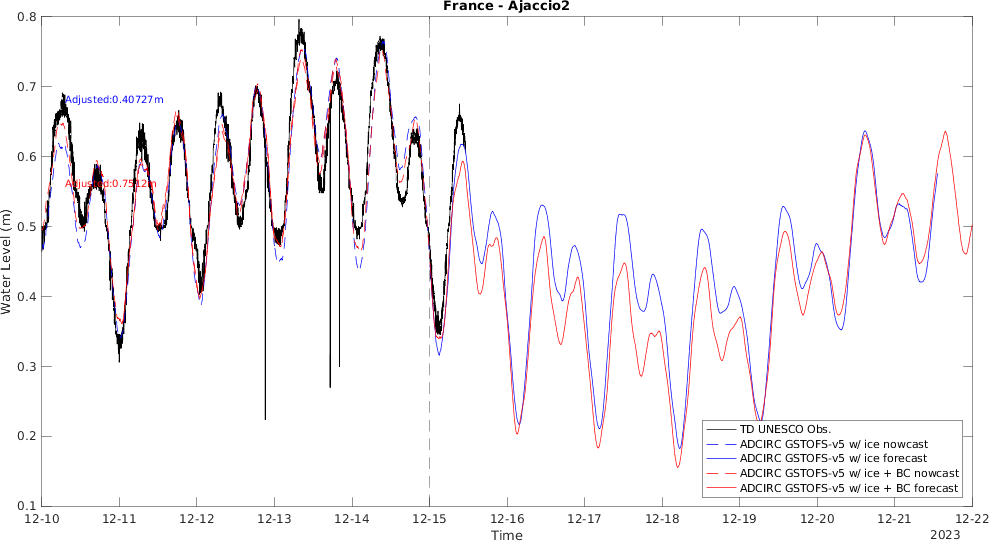 France - Ajaccio2
0.8
0.7
0.6
0.5
0.4
0.3
0.2
0.1
Water Level (m)
Adjusted:0.40727m
Adjusted:0.7512m
TD UNESCO Obs.
ADCIRC GSTOFS-v5 w/ ice nowcast
ADCIRC GSTOFS-v5 w/ ice forecast
ADCIRC GSTOFS-v5 w/ ice + BC nowcast
ADCIRC GSTOFS-v5 w/ ice + BC forecast
12-10 12-11 12-12 12-13 12-14 12-15 12-16 12-17 12-18 12-19 12-20 12-21 12-22
Time
2023